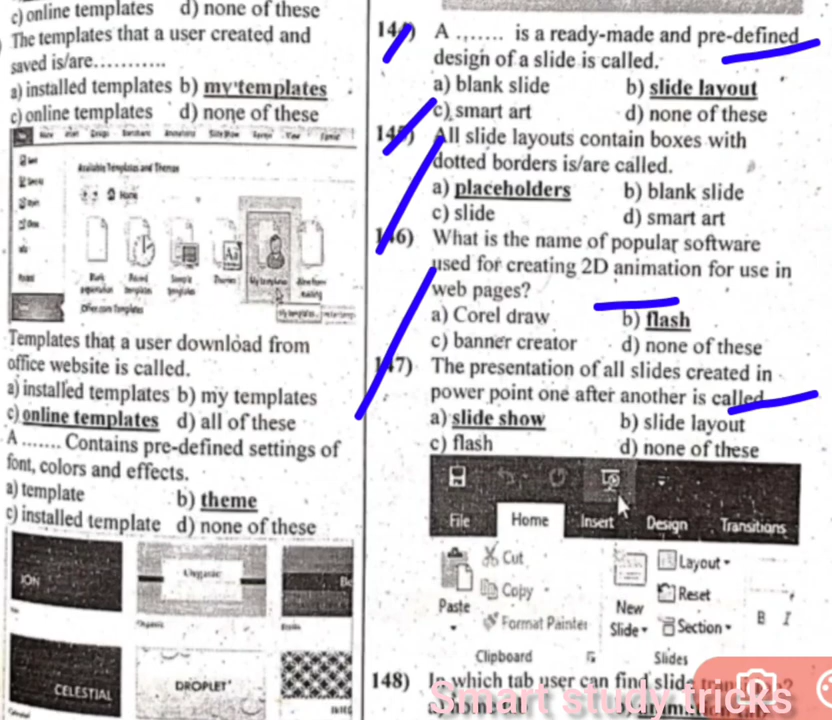 c) online templates d) none of these
The templates that a user created and
saved is/are...........
a) installed templates b) my templates
c) online templates d) none of these
Available Templates and Themes
Home
My templates
Office.com Templates
Templates that a user download from
office website is called.
a) installed templates b) my templates
c) online templates d) all of these
A ....... Contains pre-defined settings of
font, colors and effects.
a) template b) theme
c) installed template d) none of these
ION
Organic
CELESTIAL
DROPLET
144) A ........ is a ready-made and pre-defined
design of a slide is called.
a) blank slide b) slide layout
c) smart art d) none of these
145) All slide layouts contain boxes with
dotted borders is/are called.
a) placeholders b) blank slide
c) slide d) smart art
146) What is the name of popular software
used for creating 2D animation for use in
web pages?
a) Corel draw b) flash
c) banner creator d) none of these
147) The presentation of all slides created in
power point one after another is called
a) slide show b) slide layout
c) flash d) none of these
File Home Insert Design Transitions
Cut
Copy
Format Painter
Paste
Clipboard
New
Slide
Layout
Reset
Section
Slides
B I
148) In which tab user can find slide
Smart study tricks